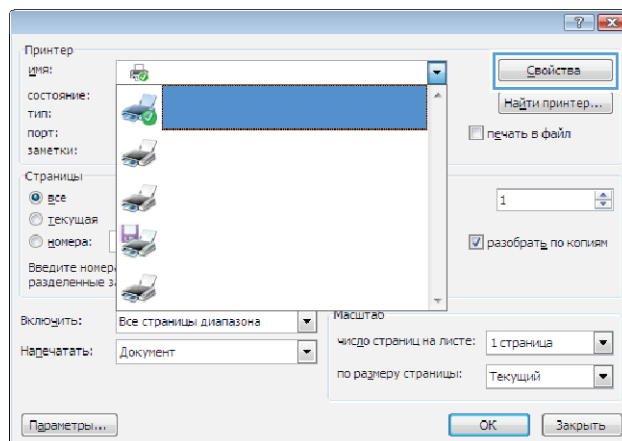 Принтер
имя:
Свойства
состояние:
Найти принтер...
тип:
порт:
печать в файл
заметки:
Страницы
все
1
текущая
номера:
разобрать по копиям
Введите номер
разделенные з
Включить:
Все страницы диапазона
Масштаб
число страниц на листе:
1 страница
Напечатать:
Документ
по размеру страницы:
Текущий
Параметры...
ОК
Закрыть